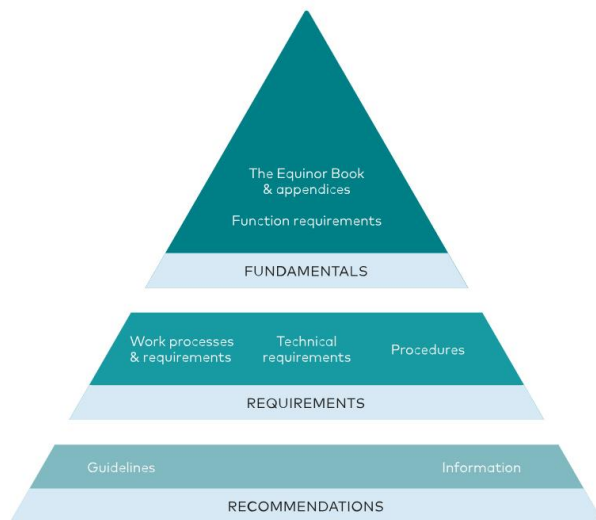 The Equinor Book
& appendices
Function requirements
FUNDAMENTALS
Work processes
& requirements
Technical
requirements
Procedures
REQUIREMENTS
Guidelines
Information
RECOMMENDATIONS